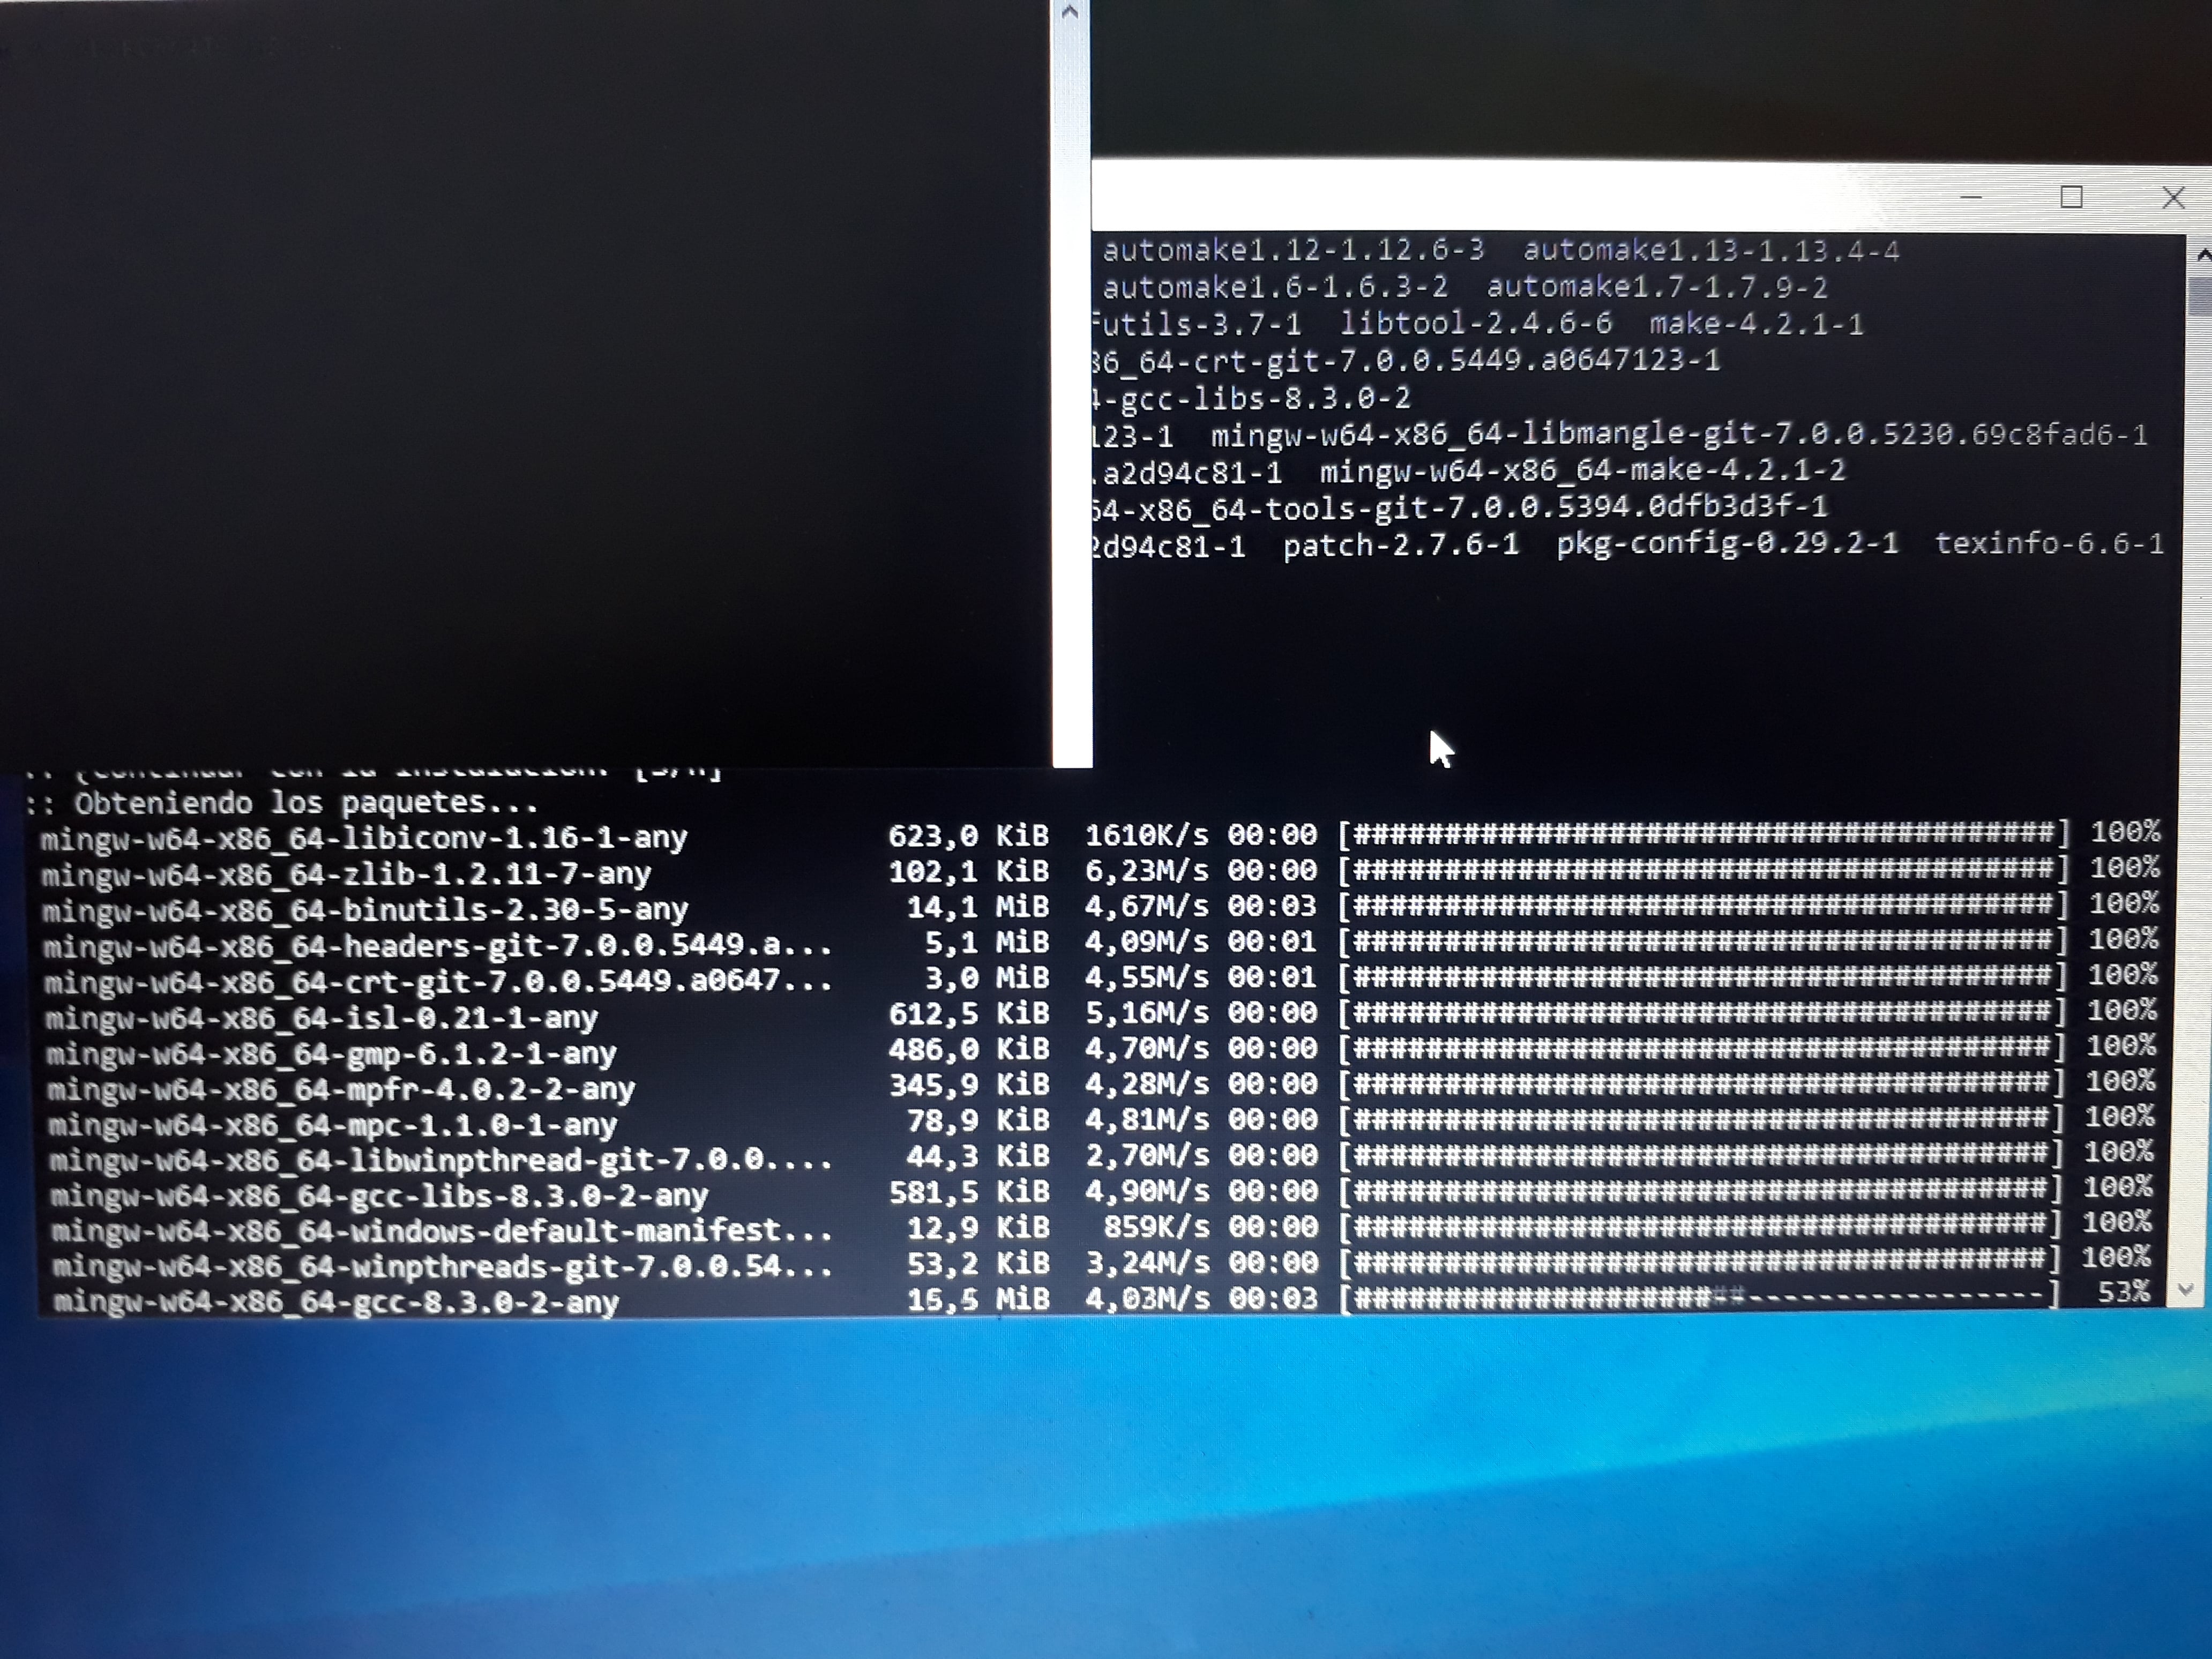 automake1.12-1.12.6-3 automake1.13-1.13.4-4
automake1.6-1.6.3-2 automake1.7-1.7.9-2
futils-3.7-1 libtool-2.4.6-6 make-4.2.1-1
86_64-crt-git-7.0.0.5449.a0647123-1
4-gcc-libs-8.3.0-2
123-1 mingw-w64-x86_64-libmangle-git-7.0.0.5230.69c8fad6-1
.a2d94c81-1 mingw-w64-x86_64-make-4.2.1-2
64-x86_64-tools-git-7.0.0.5394.0dfb3d3f-1
2d94c81-1 patch-2.7.6-1 pkg-config-0.29.2-1 texinfo-6.6-1
:: ¿Continuar con la instalación? [S/n]
:: Obteniendo los paquetes...
mingw-w64-x86_64-libiconv-1.16-1-any 623,0 KiB 1610K/s 00:00 [######################################] 100%
mingw-w64-x86_64-zlib-1.2.11-7-any 102,1 KiB 6,23M/s 00:00 [######################################] 100%
mingw-w64-x86_64-binutils-2.30-5-any 14,1 MiB 4,67M/s 00:03 [######################################] 100%
mingw-w64-x86_64-headers-git-7.0.0.5449.a... 5,1 MiB 4,09M/s 00:01 [######################################] 100%
mingw-w64-x86_64-crt-git-7.0.0.5449.a0647... 3,0 MiB 4,55M/s 00:01 [######################################] 100%
mingw-w64-x86_64-isl-0.21-1-any 612,5 KiB 5,16M/s 00:00 [######################################] 100%
mingw-w64-x86_64-gmp-6.1.2-1-any 486,0 KiB 4,70M/s 00:00 [######################################] 100%
mingw-w64-x86_64-mpfr-4.0.2-2-any 345,9 KiB 4,28M/s 00:00 [######################################] 100%
mingw-w64-x86_64-mpc-1.1.0-1-any 78,9 KiB 4,81M/s 00:00 [######################################] 100%
mingw-w64-x86_64-libwinpthread-git-7.0.0.... 44,3 KiB 2,70M/s 00:00 [######################################] 100%
mingw-w64-x86_64-gcc-libs-8.3.0-2-any 581,5 KiB 4,90M/s 00:00 [######################################] 100%
mingw-w64-x86_64-windows-default-manifest... 12,9 KiB 859K/s 00:00 [######################################] 100%
mingw-w64-x86_64-winpthreads-git-7.0.0.54... 53,2 KiB 3,24M/s 00:00 [######################################] 100%
mingw-w64-x86_64-gcc-8.3.0-2-any 16,5 MiB 4,03M/s 00:03 [#####################-----------------] 53%